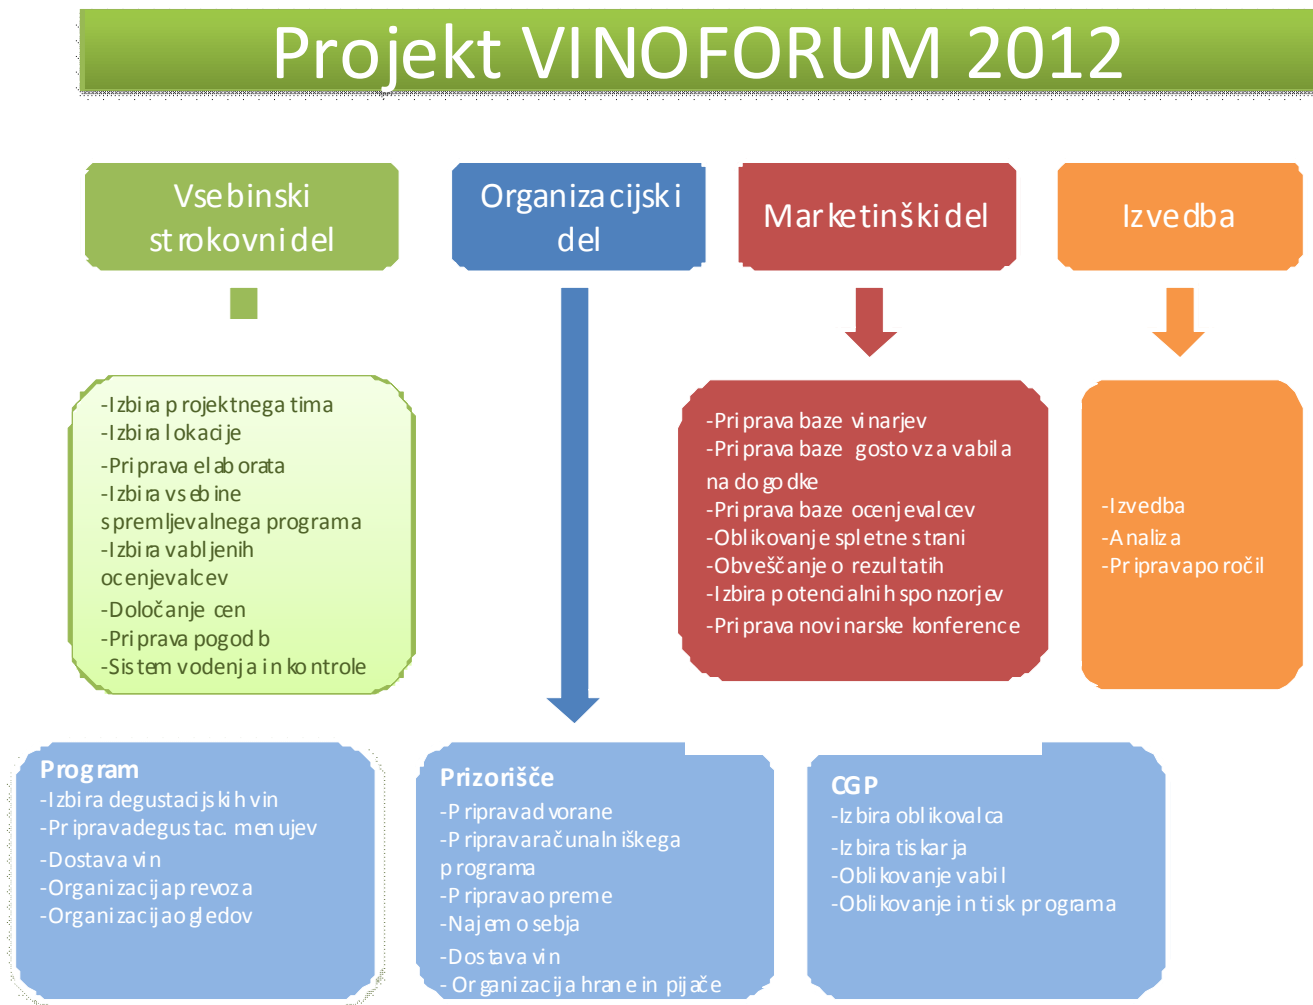 Projekt VINOFORUM 2012
Vsebinski
strokovni del
Organizacijski
del
Marketinški del
Izvedba
-Izbira projektnega tima
-Izbira lokacije
-Priprava elaborata
-Izbira vsebine
spremljevalnega programa
-Izbira vabljenih
ocenjevalcev
-Določanje cen
-Priprava pogodb
-Sistem vodenja in kontrole
-Priprava baze vinarjev
-Priprava baze gostov za vabila
na dogodke
-Priprava baze ocenjevalcev
-Oblikovanje spletne strani
-Obveščanje o rezultatih
-Izbira potencialnih sponzorjev
-Priprava novinarske konference
-Izvedba
-Analiza
-Priprava poročil
Program
-Izbira degustacijskih vin
-Priprava degustac. menujev
-Dostava vin
-Organizacija prevoza
-Organizacija ogledov
Prizorišče
-Priprava dvorane
-Priprava računalniškega
programa
-Priprava opreme
-Najem osebja
-Dostava vin
- Organizacija hrane in pijače
CGP
-Izbira oblikovalca
-Izbira tiskarja
-Oblikovanje vabil
-Oblikovanje in tisk programa